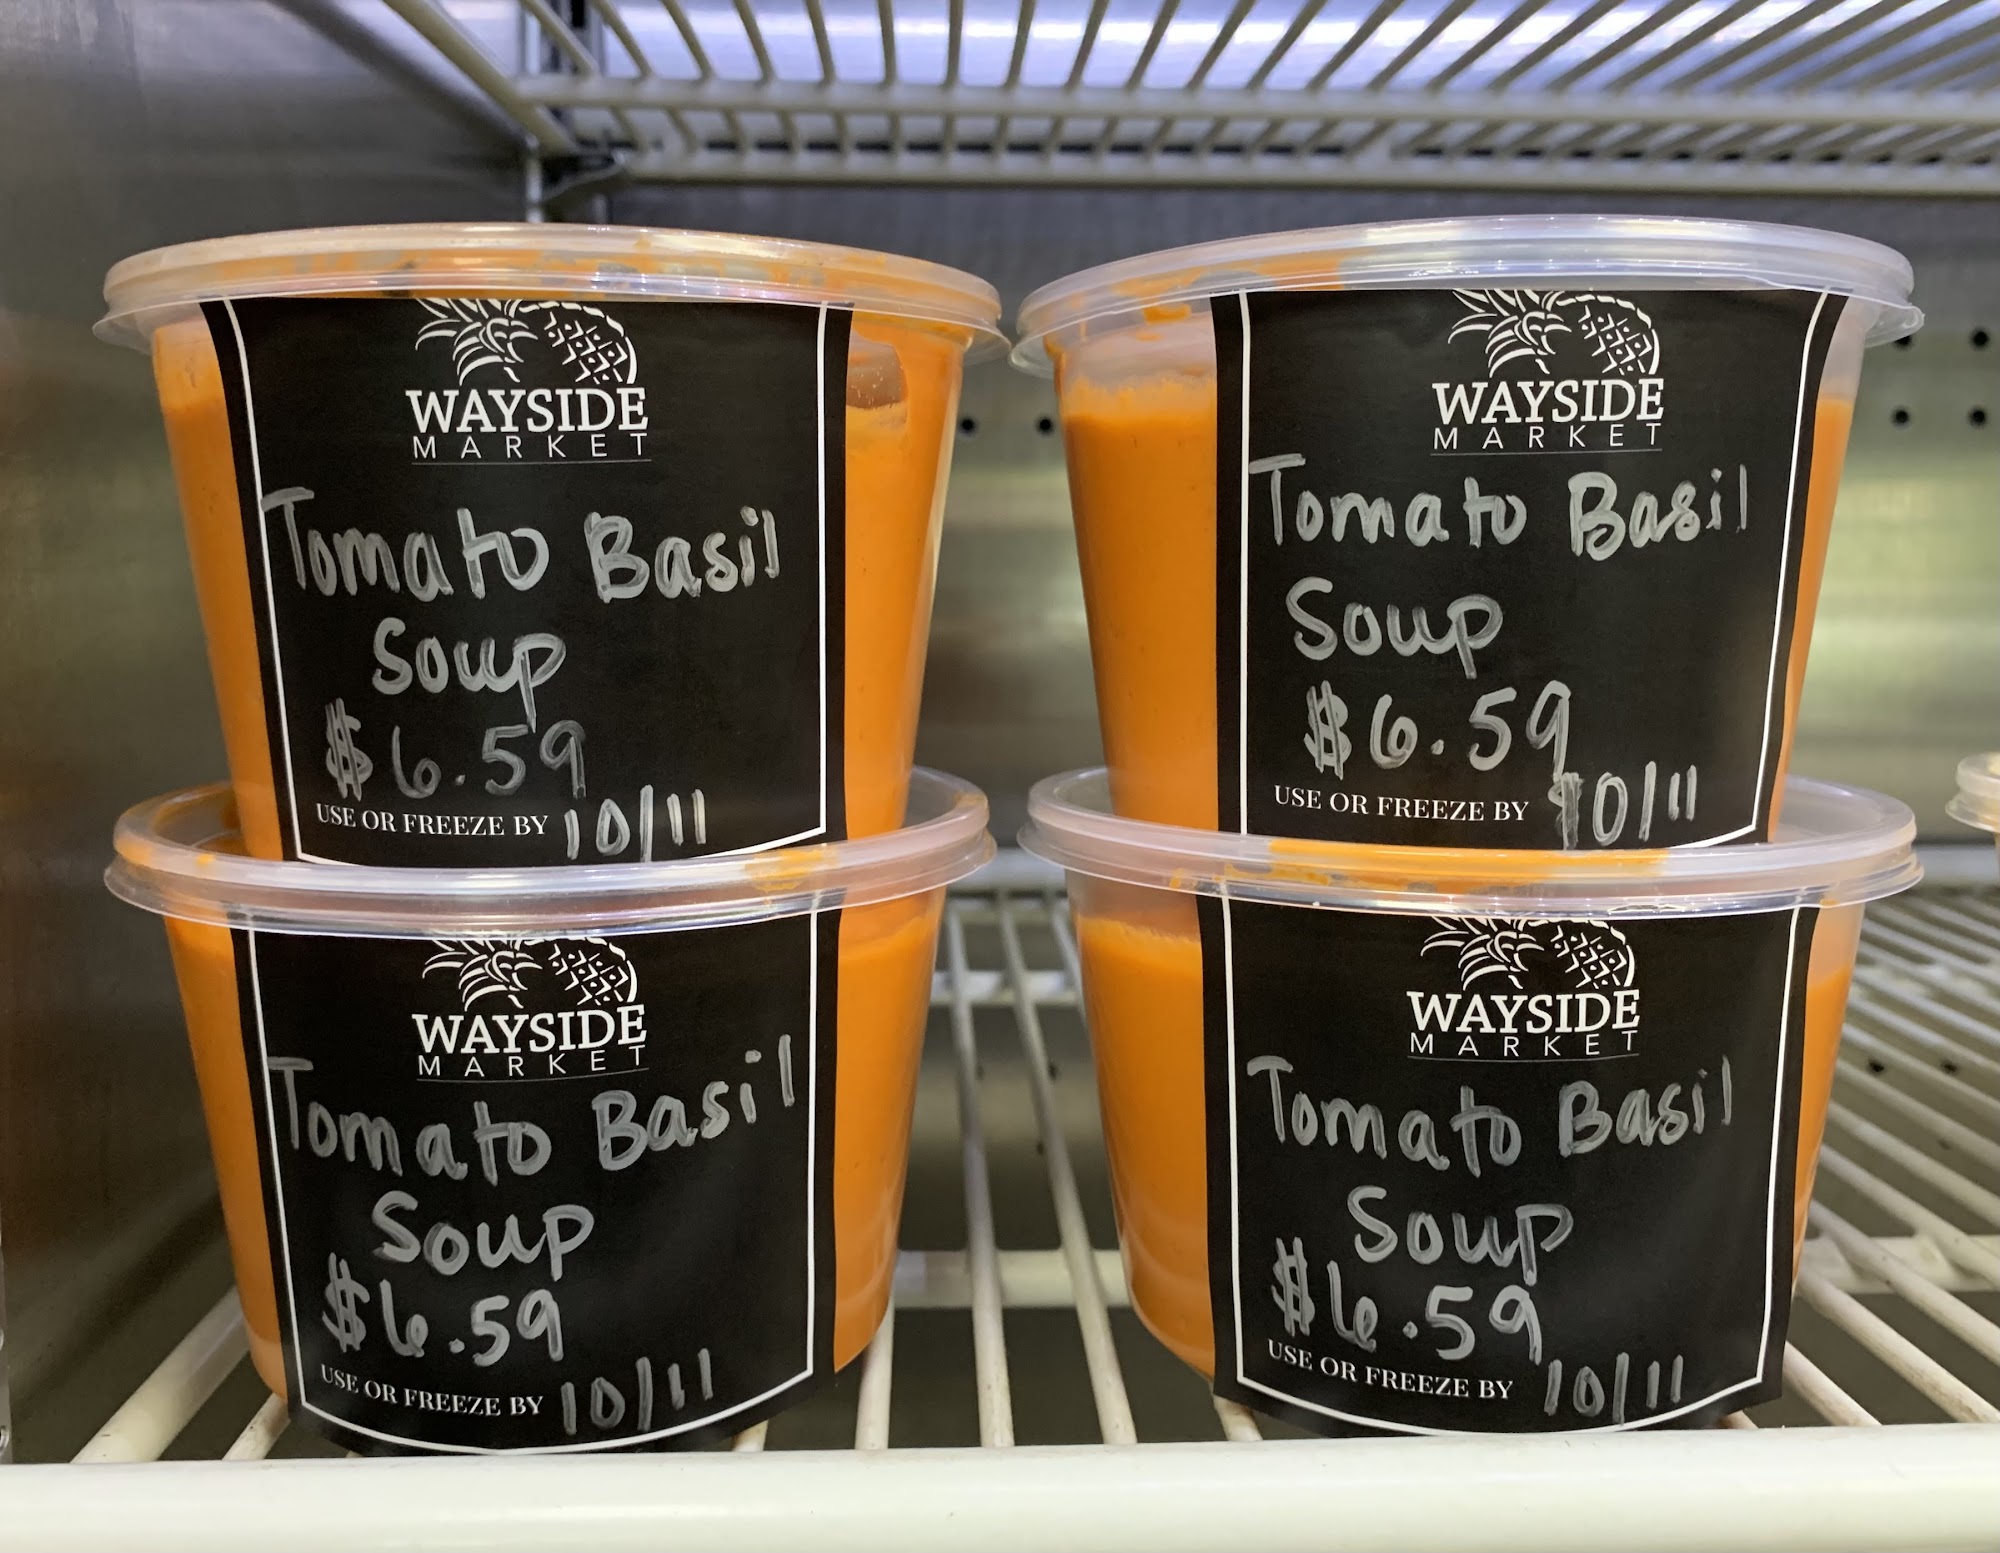 WAYSIDE
MARKET
Tomato Basil
Soup
$6.59
USE OR FREEZE BY 10/11
WAYSIDE
MARKET
Tomato Basil
Soup
$6.59
USE OR FREEZE BY 10/11
WAYSIDE
MARKET
Tomato Basil
Soup
$6.59
USE OR FREEZE BY 10/11
WAYSIDE
MARKET
Tomato Basil
Soup
$6.59
USE OR FREEZE BY 10/11